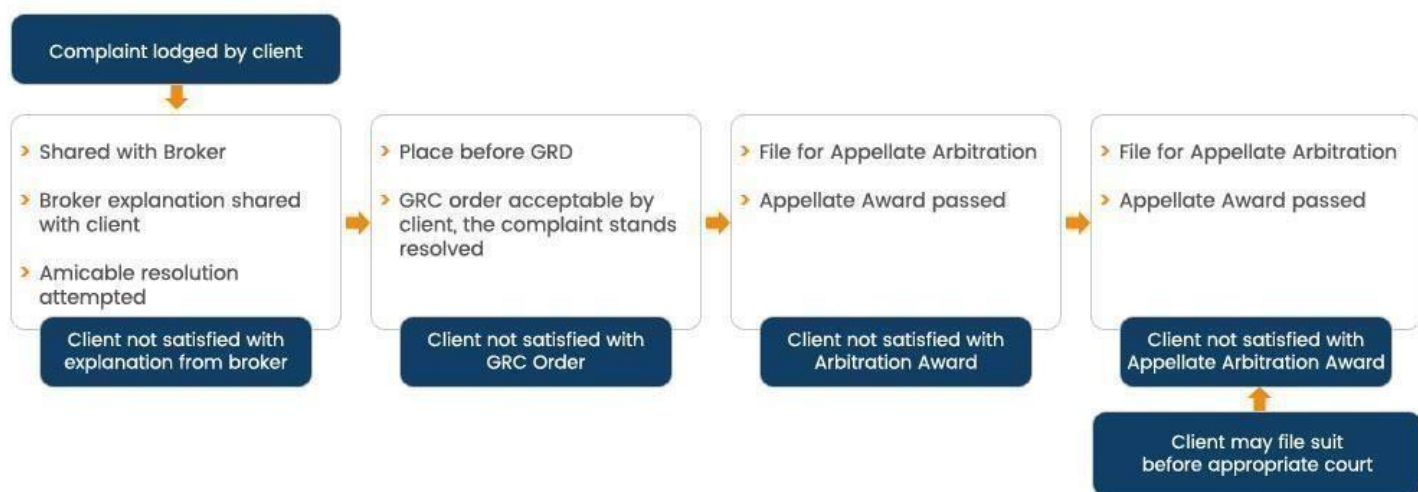 Complaint lodged by client
Shared with Broker
Broker explanation shared
with client
Amicable resolution
attempted
Client not satisfied with
explanation from broker
Place before GRD
GRC order acceptable by
client, the complaint stands
resolved
Client not satisfied with
GRC Order
File for Appellate Arbitration
Appellate Award passed
Client not satisfied with
Arbitration Award
File for Appellate Arbitration
Appellate Award passed
Client not satisfied with
Appellate Arbitration Award
Client may file suit
before appropriate court